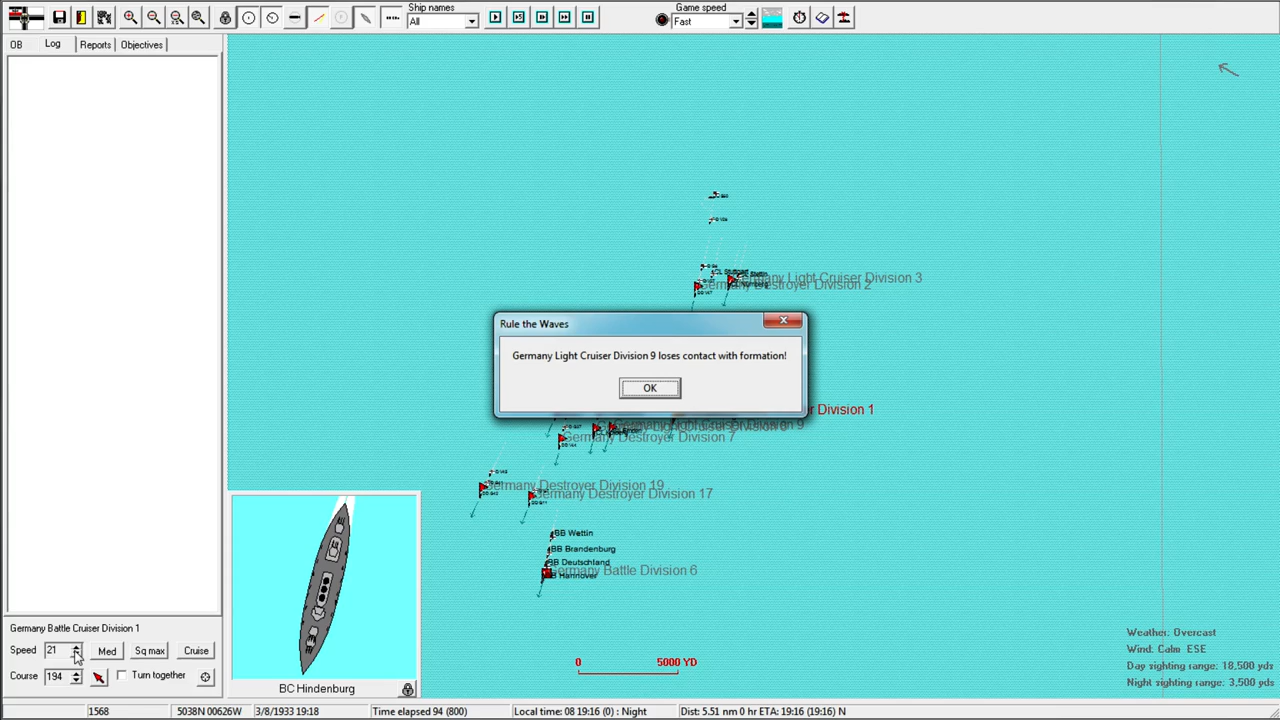 Ship names
Game speed
All
Fast
OB
Log
Reports
Objectives
Germany Light Cruiser Division 3
Germany Destroyer Division 2
Rule the Waves
Germany Light Cruiser Division 9 loses contact with formation!
OK
er Division 1
Germany Destroyer Division 7
Germany Destroyer Division 19
Germany Destroyer Division 17
BB Wettin
BB Brandenburg
BB Deutschland
Germany Battle Division 6
B Hannover
Weather: Overcast
Wind: Calm ESE
Day sighting range: 18,500 yds
Night sighting range: 3,500 yds
0
5000 YD
Germany Battle Cruiser Division 1
Speed
21
Med
Sq max
Cruise
Course
194
Turn together
BC Hindenburg
1568
5038N 00626W
3/8/1933 19:18
Time elapsed 94 (800)
Local time: 08 19:16 (0) : Night
Dist: 5.51 nm 0 hr ETA: 19:16 (19:16) N